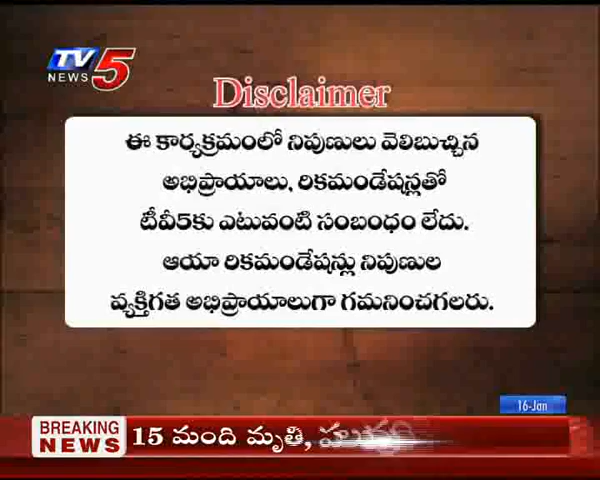 TV5
NEWS
Disclaimer
ఈ కార్యక్రమంలో నిపుణులు వెలిబుచ్చిన
అభిప్రాయాలు, రికమండేషన్లతో
టీవీ5కు ఎటువంటి సంబంధం లేదు.
ఆయా రికమండేషన్లు నిపుణుల
వ్యక్తిగత అభిప్రాయాలుగా గమనించగలరు.
16-Jan
BREAKING
NEWS
15 మంది మృతి,